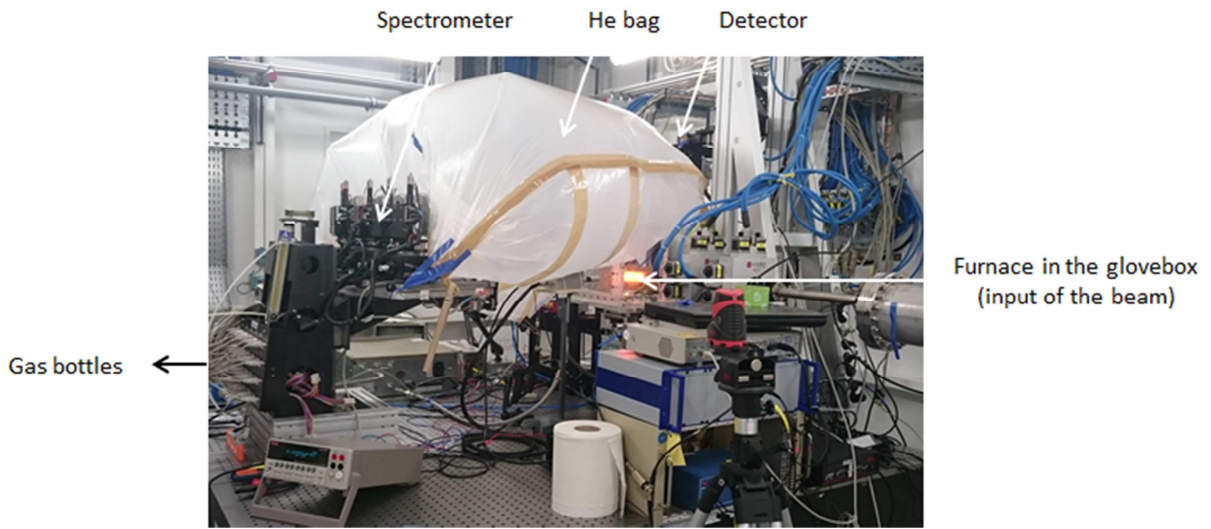 Spectrometer
He bag
Detector
Furnace in the glovebox
(input of the beam)
Gas bottles